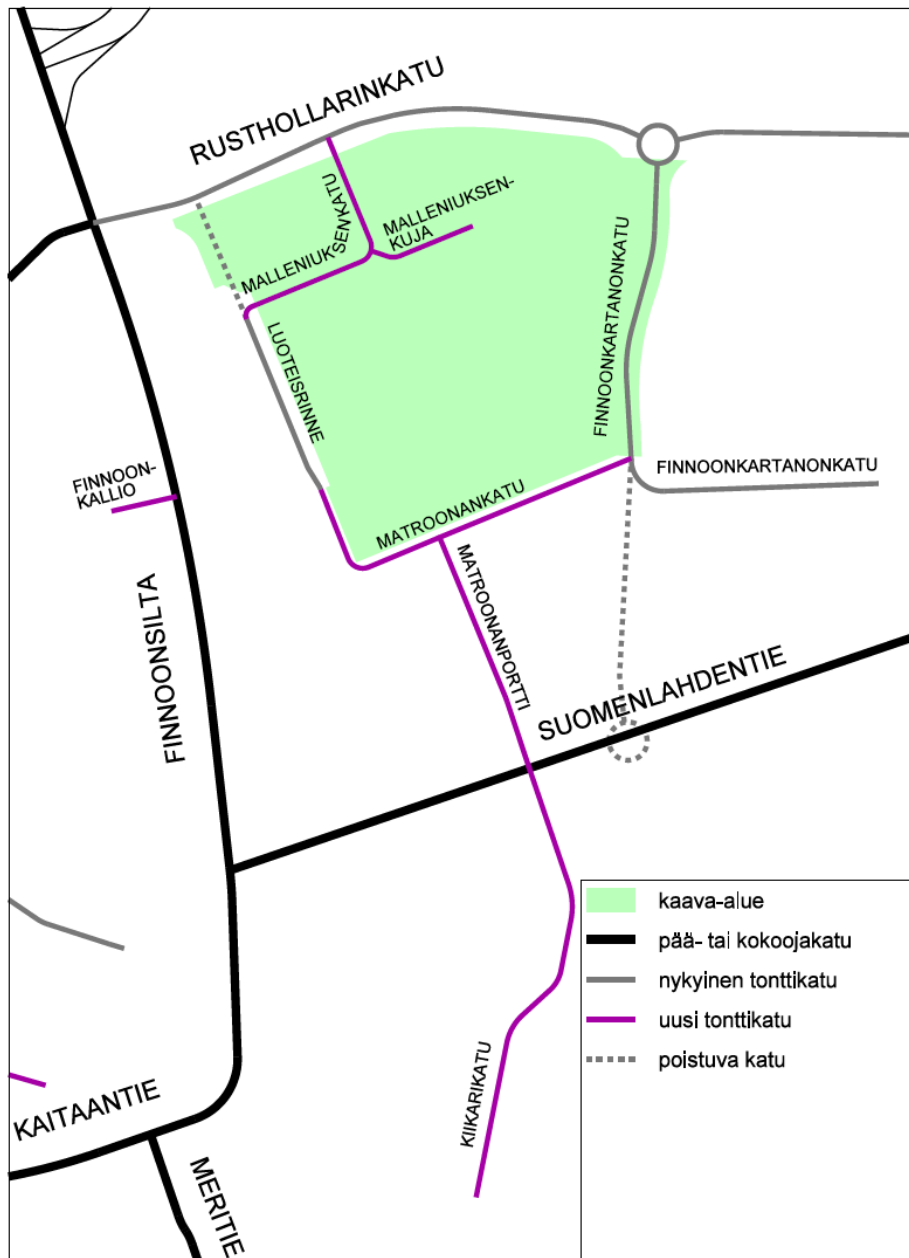 RUSTHOLLARINKATU
MALLENIUKSENKATU
MALLENIUKSEN-
KUJA
LUOTEISRINNE
FINNOONKARTANONKATU
FINNOONKARTANONKATU
FINNOON-
KALLIO
MATROONANKATU
MATROONANPORTTI
FINNOONSILTA
SUOMENLAHDENTIE
kaava-alue
pää- tai kokoojakatu
nykyinen tonttikatu
uusi tonttikatu
poistuva katu
KIIKARIKATU
KAITAANTIE
MERITIE